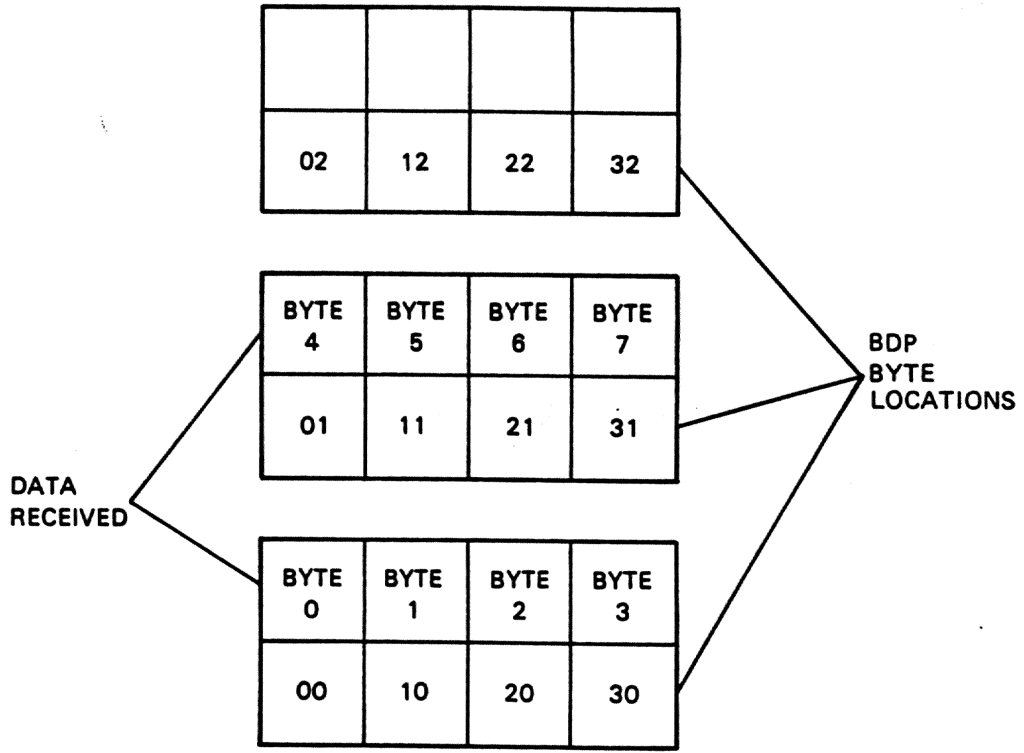 02 12 22 32
BYTE BYTE BYTE BYTE
4 5 6 7
01 11 21 31
BDP
BYTE
LOCATIONS
DATA
RECEIVED
BYTE BYTE BYTE BYTE
0 1 2 3
00 10 20 30